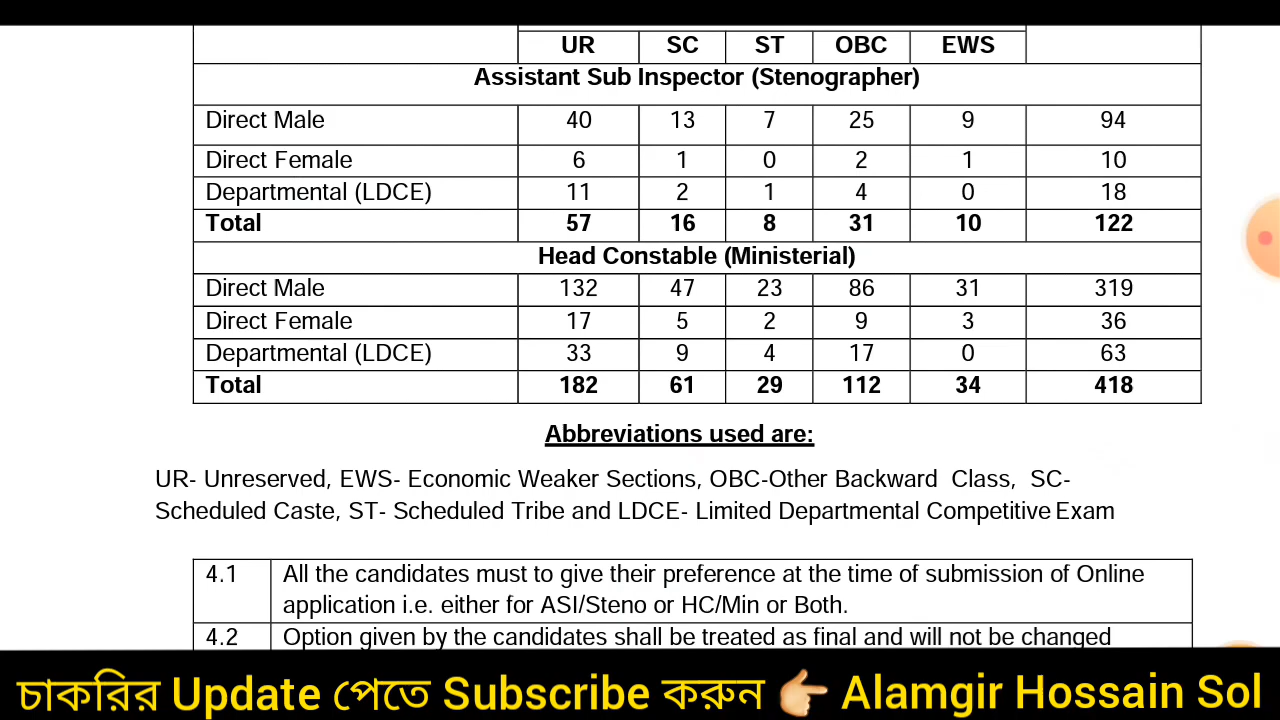 UR SC ST OBC EWS
Assistant Sub Inspector (Stenographer)
Direct Male 40 13 7 25 9 94
Direct Female 6 1 0 2 1 10
Departmental (LDCE) 11 2 1 4 0 18
Total 57 16 8 31 10 122
Head Constable (Ministerial)
Direct Male 132 47 23 86 31 319
Direct Female 17 5 2 9 3 36
Departmental (LDCE) 33 9 4 17 0 63
Total 182 61 29 112 34 418
Abbreviations used are:
UR- Unreserved, EWS- Economic Weaker Sections, OBC-Other Backward Class, SC-
Scheduled Caste, ST- Scheduled Tribe and LDCE- Limited Departmental Competitive Exam
4.1 All the candidates must to give their preference at the time of submission of Online
application i.e. either for ASI/Steno or HC/Min or Both.
4.2 Option given by the candidates shall be treated as final and will not be changed
চাকরির Update পেতে Subscribe করুন 👉 Alamgir Hossain Sol